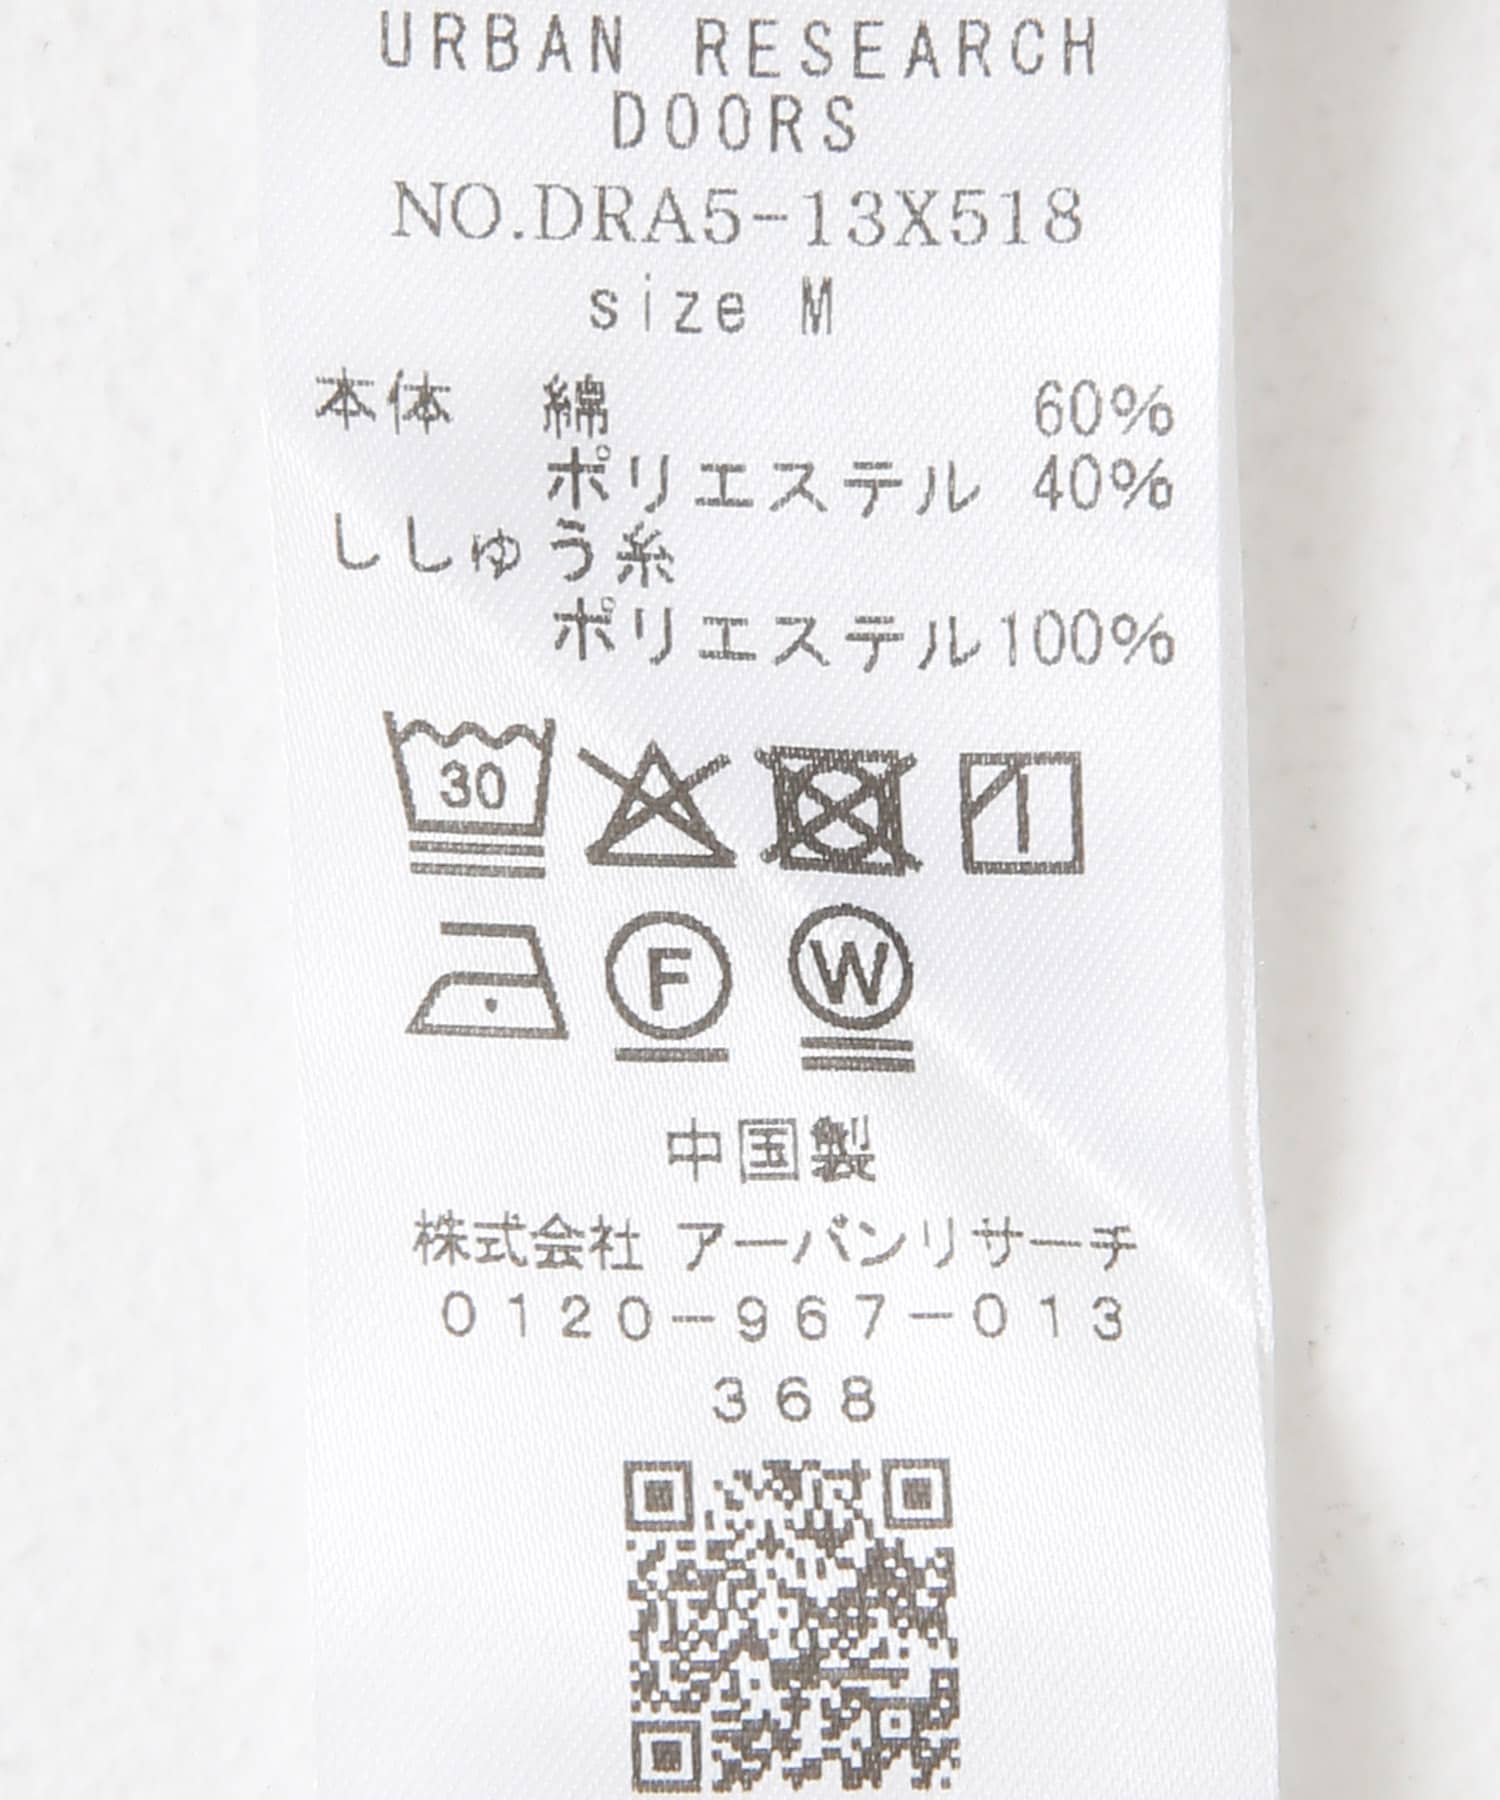 URBAN RESEARCH
DOORS
NO.DRA5-13X518
size M
本体 綿 60%
ポリエステル 40%
ししゅう糸
ポリエステル100%
30
F W
中国製
株式会社 アーバンリサーチ
0120-967-013
368